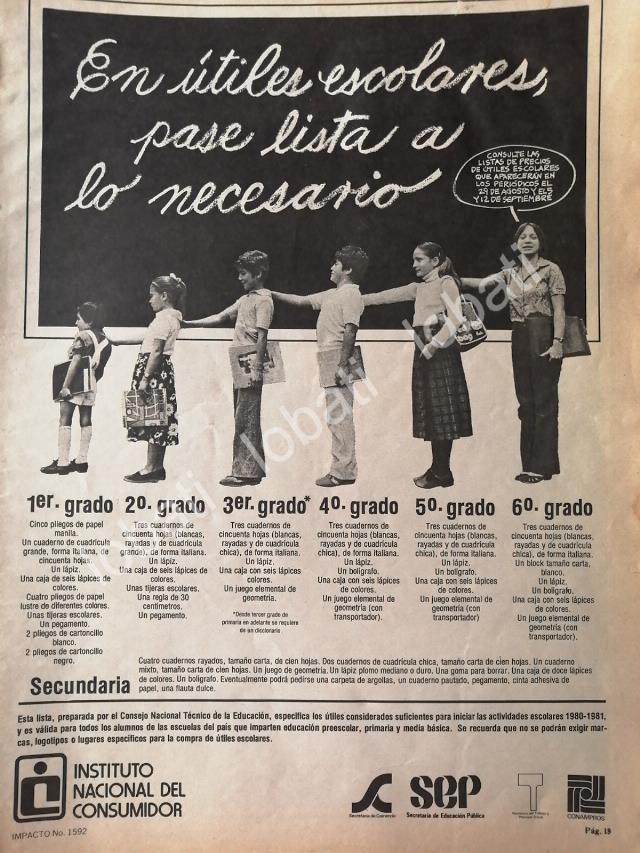 En útiles escolares,
pase lista a
lo necesario
CONSULTE LAS
LISTAS DE PRECIOS
DE ÚTILES ESCOLARES
QUE APARECERÁN EN
LOS PERIÓDICOS EL
29 DE AGOSTO Y EL 5
Y 12 DE SEPTIEMBRE
1er. grado
Cinco pliegos de papel
manila.
Un cuaderno de cuadrícula
grande, forma italiana, de
cincuenta hojas.
Un lápiz.
Una caja de seis lápices de
colores.
Cuatro pliegos de papel
lustre de diferentes colores.
Unas tijeras escolares.
Un pegamento.
2 pliegos de cartoncillo
blanco.
2 pliegos de cartoncillo
negro.
2o. grado
Tres cuadernos de
cincuenta hojas (blancas,
rayadas y de cuadrícula
grande), de forma italiana.
Un lápiz.
Una caja de seis lápices de
colores.
Unas tijeras escolares.
Una regla de 30
centímetros.
Un pegamento.
3er. grado*
Tres cuadernos de
cincuenta hojas (blancas,
rayadas y de cuadrícula
chica), de forma italiana.
Un lápiz.
Una caja con seis lápices de
colores.
Un juego elemental de
geometría.
*Desde tercer grado de
primaria en adelante se requiere
de un diccionario
4o. grado
Tres cuadernos de
cincuenta hojas (blancas,
rayadas y de cuadrícula
chica), de forma italiana.
Un lápiz.
Un bolígrafo.
Una caja con seis lápices de
colores.
Un juego elemental de
geometría (con
transportador).
5o. grado
Tres cuadernos de
cincuenta hojas (blancas,
rayadas y de cuadrícula
chica), de forma italiana.
Un lápiz.
Un bolígrafo.
Una caja con seis lápices de
colores.
Un juego elemental de
geometría (con
transportador)
6o. grado
Tres cuadernos de
cincuenta hojas (blancas,
rayadas y de cuadrícula
chica), de forma italiana.
Un block tamaño carta,
blanco.
Un lápiz.
Un bolígrafo.
Una caja con seis lápices de
colores.
Un juego elemental de
geometría (con
transportador).
Secundaria
Cuatro cuadernos rayados, tamaño carta, de cien hojas. Dos cuadernos de cuadrícula chica, tamaño carta de cien hojas. Un cuaderno
mixto, tamaño carta de cien hojas. Un juego de geometría. Un lápiz plomo mediano o duro. Una goma para borrar. Una caja de doce lápices
de colores. Un bolígrafo. Eventualmente podrá pedirse una carpeta de argollas, un cuaderno pautado, pegamento, cinta adhesiva de
papel, una flauta dulce.
Esta lista, preparada por el Consejo Nacional Técnico de la Educación, especifica los útiles considerados suficientes para iniciar las actividades escolares 1980-1981,
y es válida para todos los alumnos de las escuelas del país que imparten educación preescolar, primaria y media básica. Se recuerda que no se podrán exigir mar-
cas, logotipos o lugares específicos para la compra de útiles escolares.
INSTITUTO
NACIONAL DEL
CONSUMIDOR
Secretaría de Comercio
SEP
Secretaría de Educación Pública
CONAMPROS
IMPACTO No. 1592
Pág. 19
lobati lobati lobati
lobati lobati